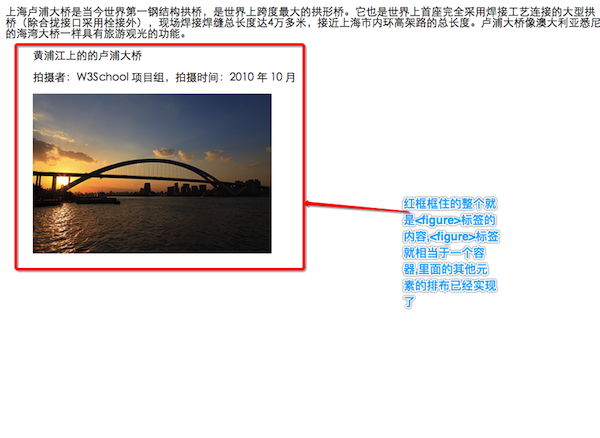 上海卢浦大桥是当今世界第一钢结构拱桥，是世界上跨度最大的拱形桥。它也是世界上首座完全采用焊接工艺连接的大型拱
桥（除合拢接口采用栓接外），现场焊接焊缝总长度达4万多米，接近上海市内环高架路的总长度。卢浦大桥像澳大利亚悉尼
的海湾大桥一样具有旅游观光的功能。
黄浦江上的的卢浦大桥
拍摄者：W3School 项目组，拍摄时间：2010 年 10 月
红框框住的整个就
是<figure>标签的
内容,<figure>标签
就相当于一个容
器,里面的其他元
素的排布已经实现
了